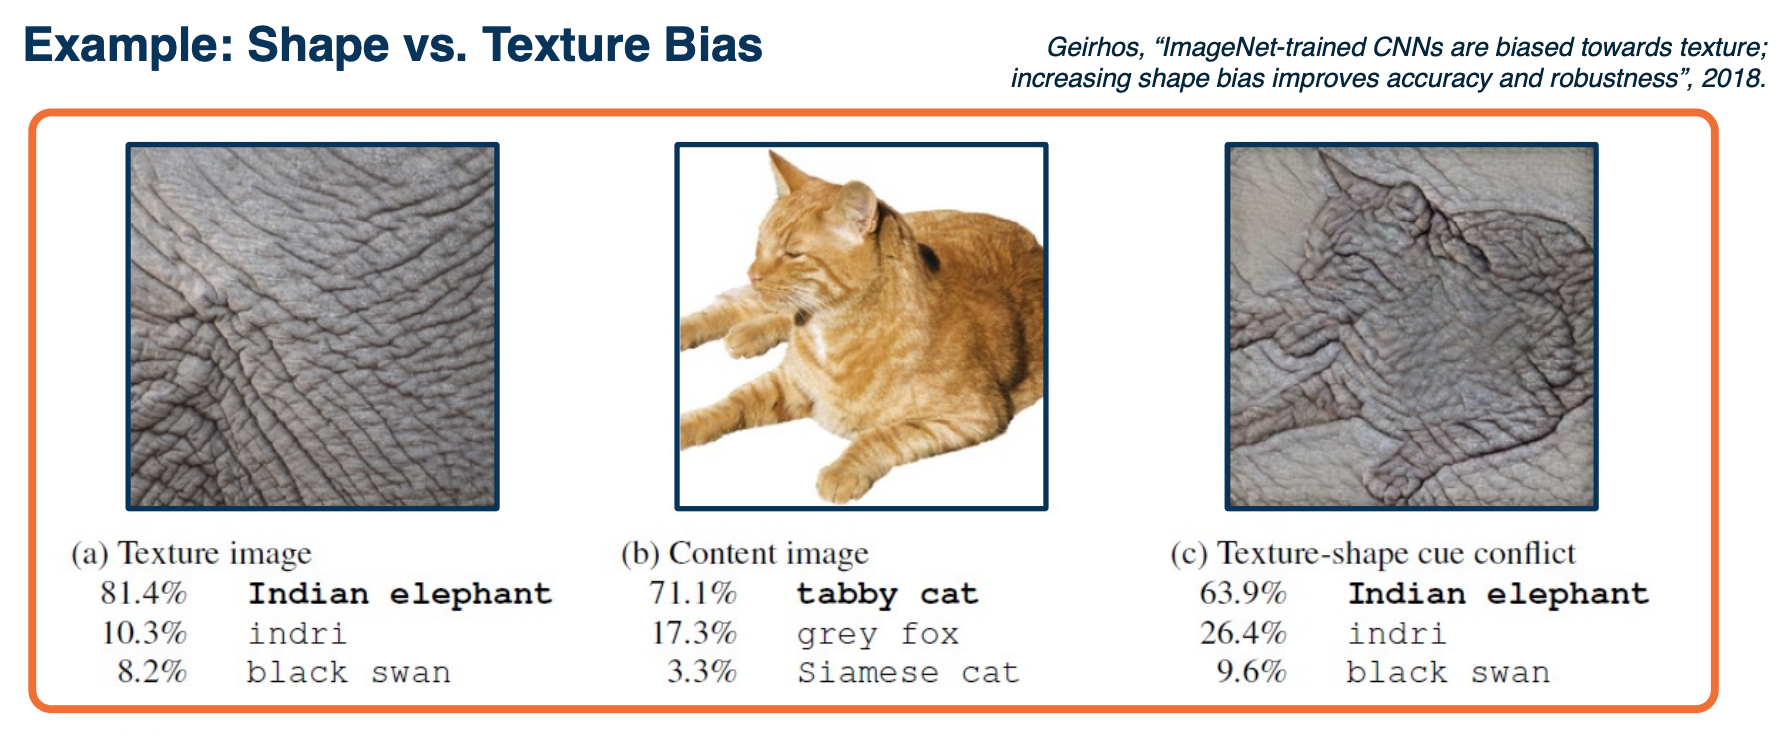 Example: Shape vs. Texture Bias
Geirhos, “ImageNet-trained CNNs are biased towards texture;
increasing shape bias improves accuracy and robustness”, 2018.
(a) Texture image
81.4% Indian elephant
10.3% indri
8.2% black swan
(b) Content image
71.1% tabby cat
17.3% grey fox
3.3% Siamese cat
(c) Texture-shape cue conflict
63.9% Indian elephant
26.4% indri
9.6% black swan